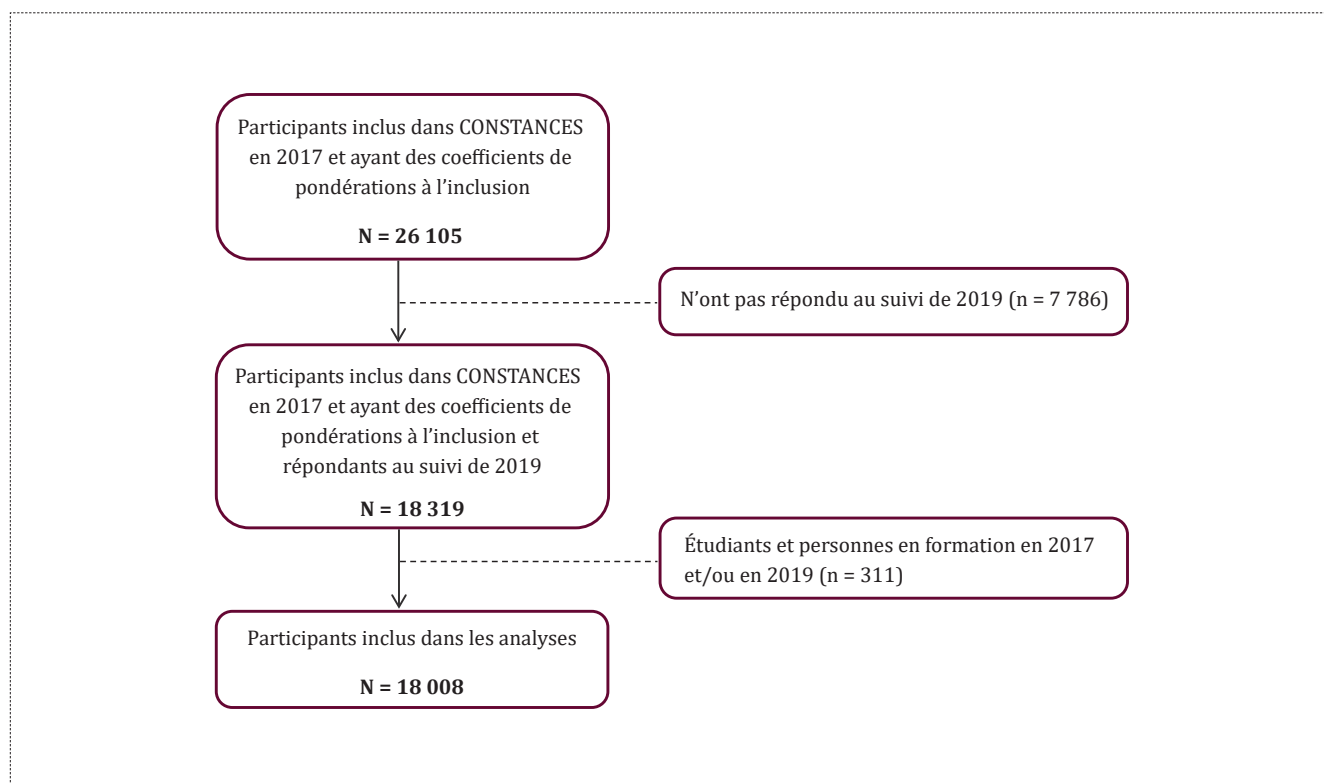 Participants inclus dans CONSTANCES
en 2017 et ayant des coefficients de
pondérations à l’inclusion
N = 26 105
N’ont pas répondu au suivi de 2019 (n = 7 786)
Participants inclus dans CONSTANCES
en 2017 et ayant des coefficients de
pondérations à l’inclusion et
répondants au suivi de 2019
N = 18 319
Étudiants et personnes en formation en 2017
et/ou en 2019 (n = 311)
Participants inclus dans les analyses
N = 18 008